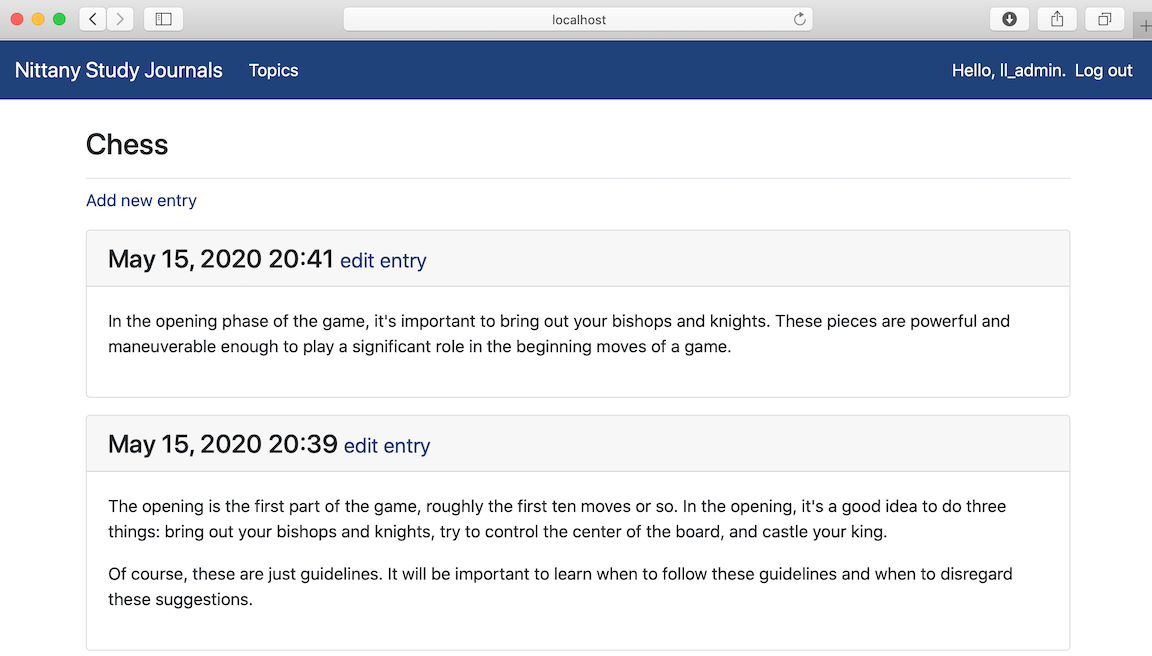 localhost
Nittany Study Journals Topics Hello, ll_admin. Log out
Chess
Add new entry
May 15, 2020 20:41 edit entry
In the opening phase of the game, it's important to bring out your bishops and knights. These pieces are powerful and
maneuverable enough to play a significant role in the beginning moves of a game.
May 15, 2020 20:39 edit entry
The opening is the first part of the game, roughly the first ten moves or so. In the opening, it's a good idea to do three
things: bring out your bishops and knights, try to control the center of the board, and castle your king.
Of course, these are just guidelines. It will be important to learn when to follow these guidelines and when to disregard
these suggestions.